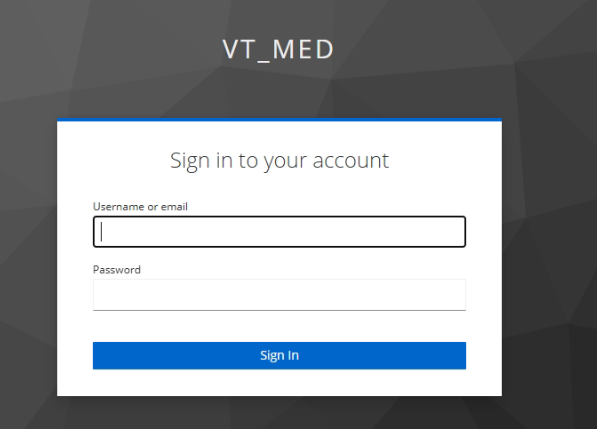 VT_MED
Sign in to your account
Username or email
Password
Sign In